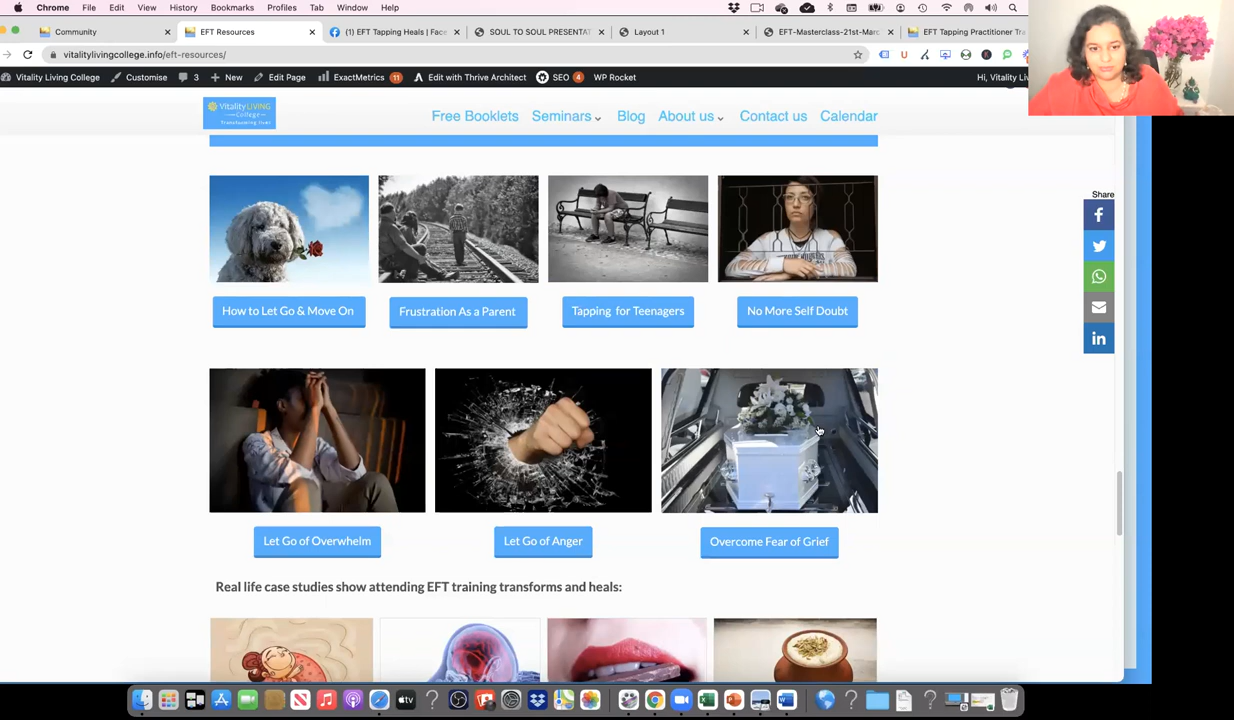 Chrome File Edit View History Bookmarks Profiles Tab Window Help
Community
EFT Resources
(1) EFT Tapping Heals | Face
SOUL TO SOUL PRESENTAT
Layout 1
EFT-Masterclass-21st-Marc
EFT Tapping Practitioner Tra
vitalitylivingcollege.info/eft-resources/
Vitality Living College Customise 3 New Edit Page ExactMetrics 11 Edit with Thrive Architect SEO 4 WP Rocket Hi, Vitality Liv
Vitality LIVING
College
Free Booklets Seminars Blog About us Contact us Calendar
Share
How to Let Go & Move On
Frustration As a Parent
Tapping for Teenagers
No More Self Doubt
Let Go of Overwhelm
Let Go of Anger
Overcome Fear of Grief
Real life case studies show attending EFT training transforms and heals: